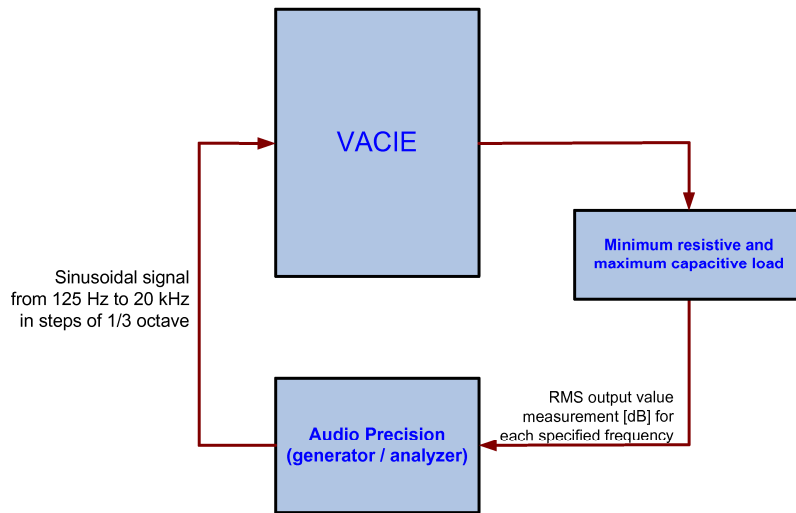 VACIE
Minimum resistive and
maximum capacitive load
Sinusoidal signal
from 125 Hz to 20 kHz
in steps of 1/3 octave
RMS output value
measurement [dB] for
each specified frequency
Audio Precision
(generator / analyzer)